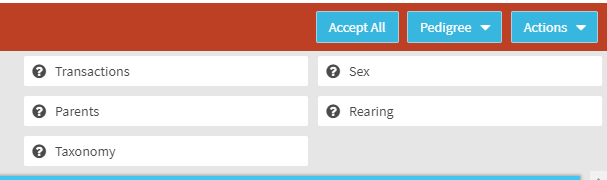 Accept All Pedigree Actions
Transactions Sex
Parents Rearing
Taxonomy